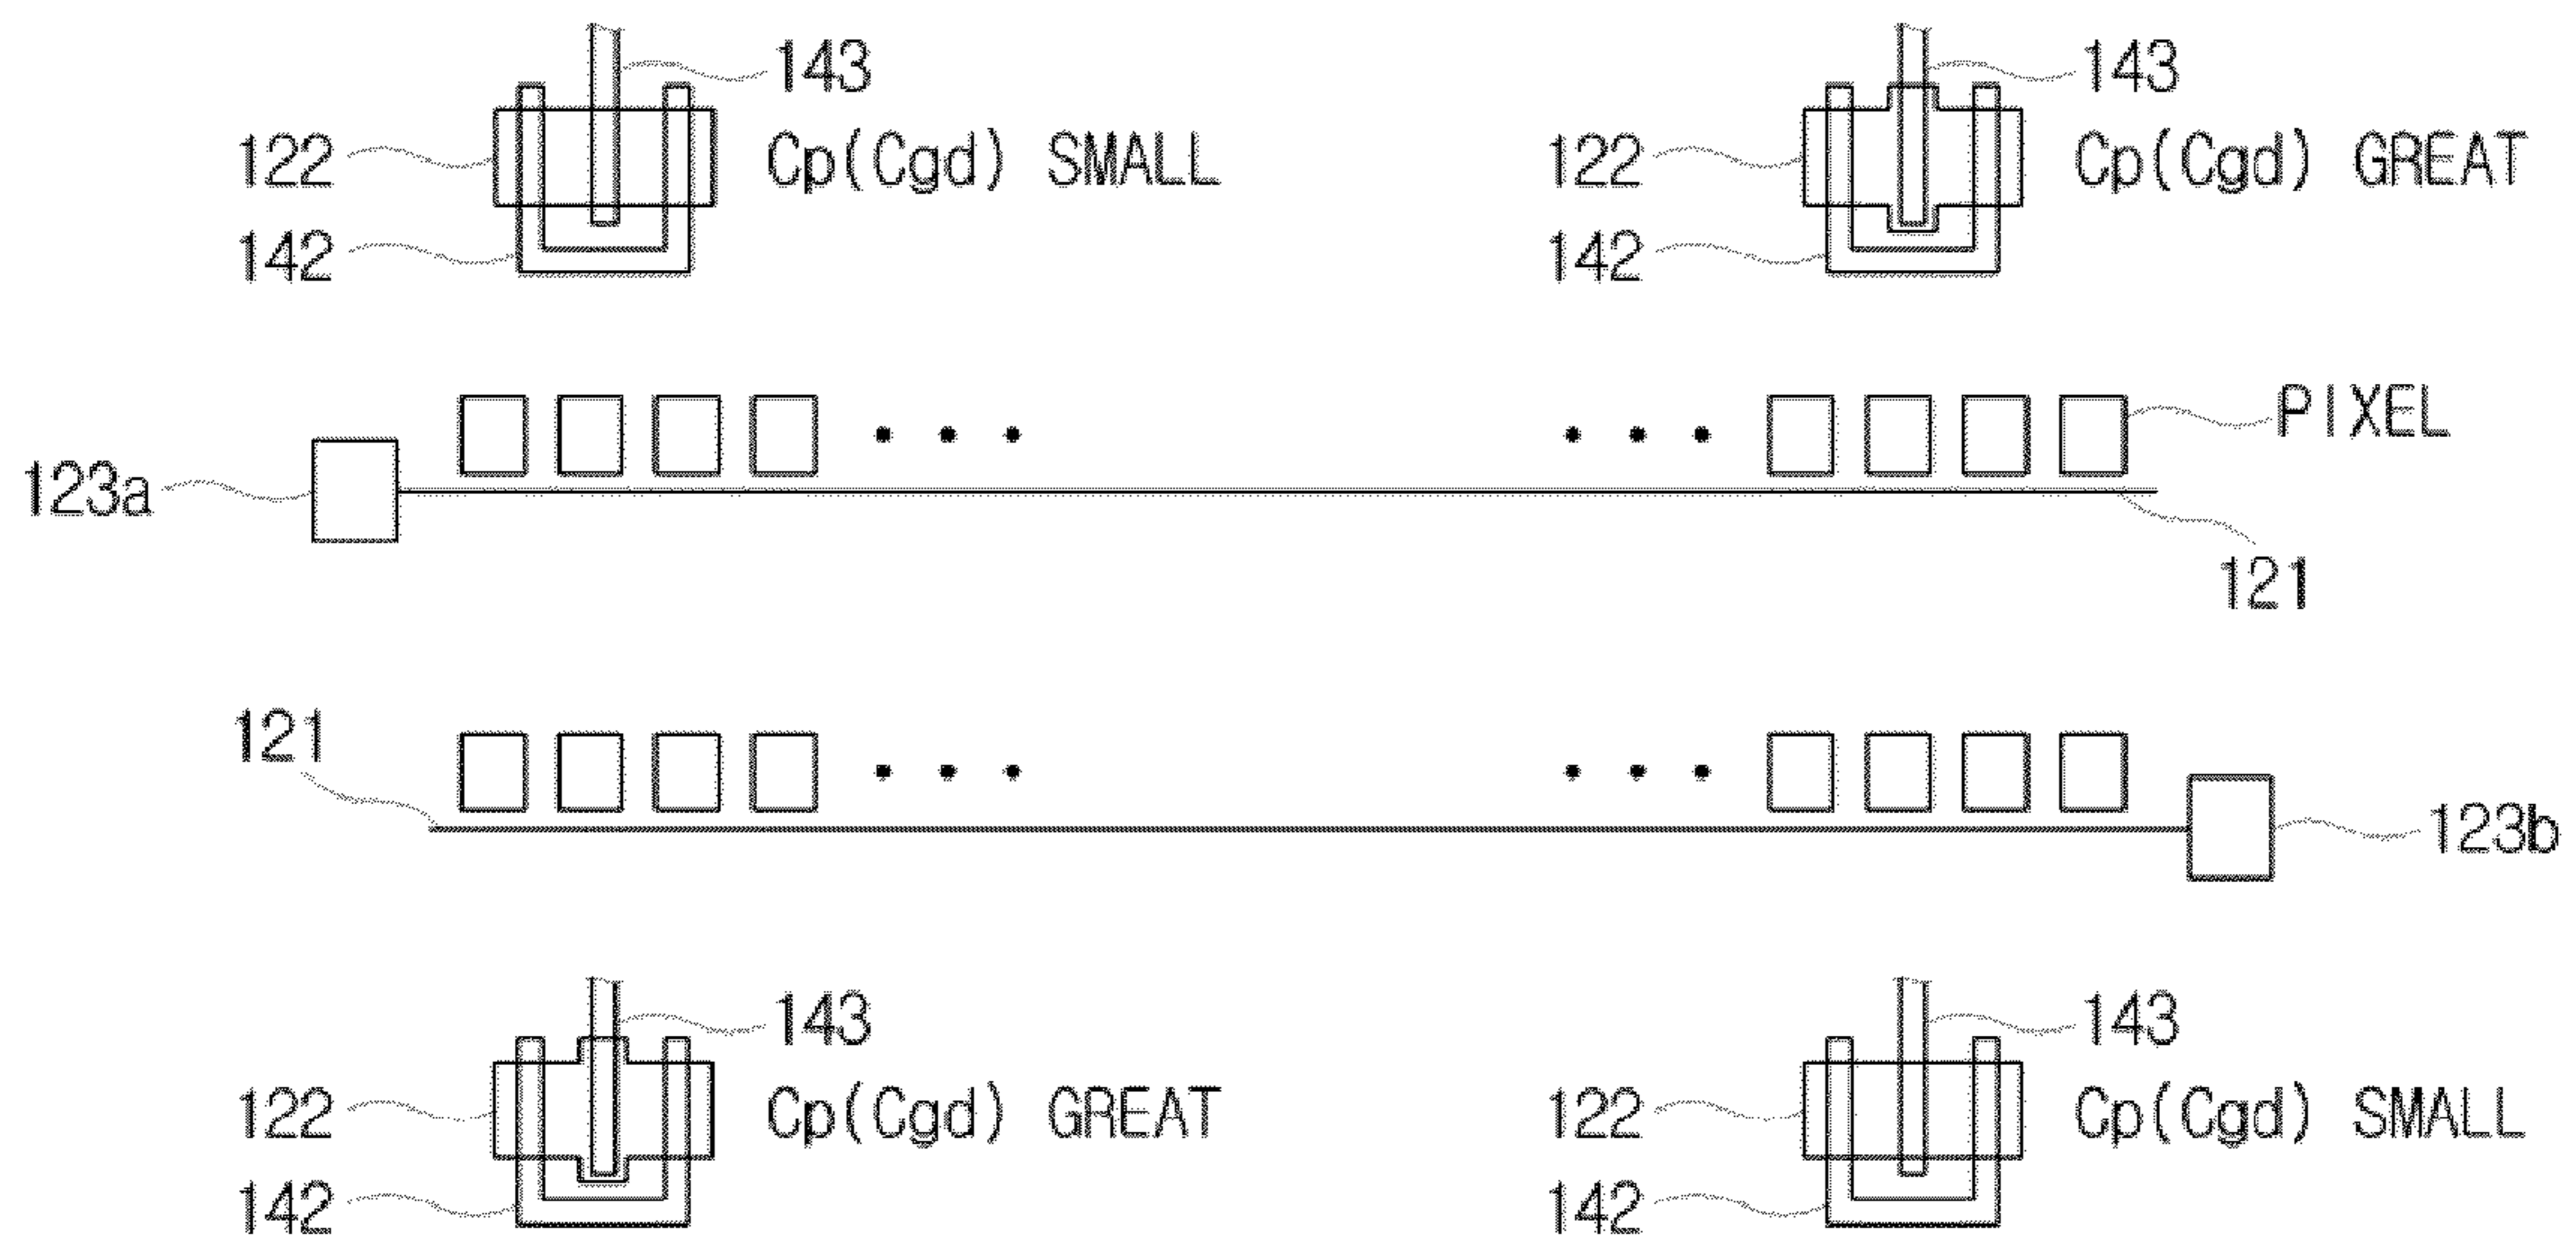 143
143
122
Cp(Cgd) SMALL
122
Cp(Cgd) GREAT
142
142
PIXEL
123a
121
121
123b
143
143
122
Cp(Cgd) GREAT
122
Cp(Cgd) SMALL
142
142